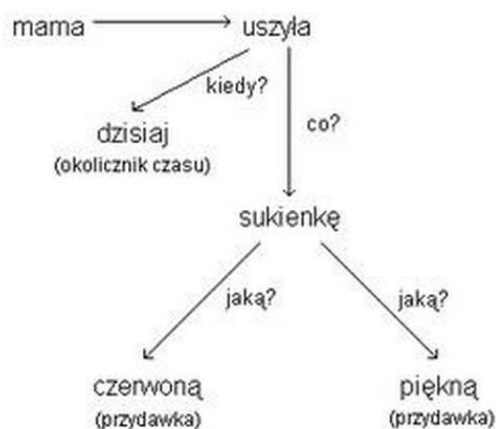 mama uszyła
kiedy?
co?
dzisiaj
(okolicznik czasu)
sukienkę
jaką? jaką?
czerwoną piękną
(przydawka) (przydawka)